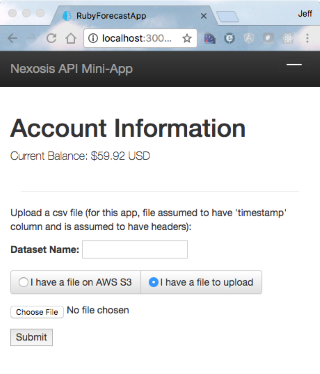 RubyForecastApp
Jeff
localhost:300...
Nexosis API Mini-App
Account Information
Current Balance: $59.92 USD
Upload a csv file (for this app, file assumed to have 'timestamp'
column and is assumed to have headers):
Dataset Name:
I have a file on AWS S3 I have a file to upload
Choose File No file chosen
Submit